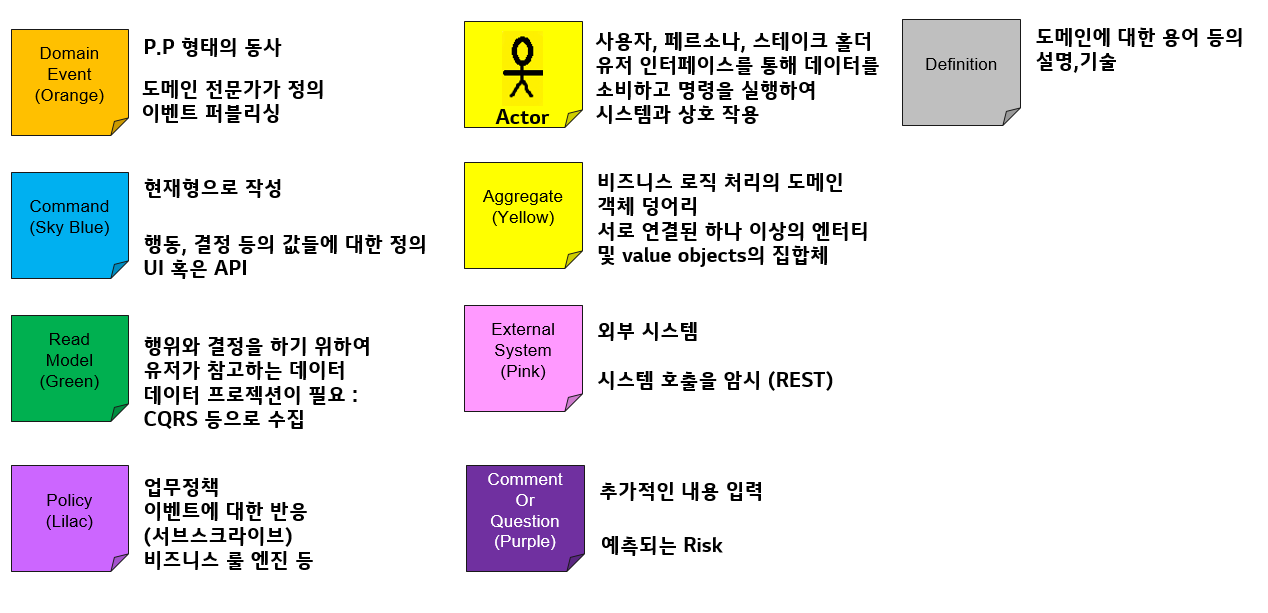 Domain
Event
(Orange)
P.P 형태의 동사
도메인 전문가가 정의
이벤트 퍼블리싱
Actor
사용자, 페르소나, 스테이크 홀더
유저 인터페이스를 통해 데이터를
소비하고 명령을 실행하여
시스템과 상호 작용
Definition
도메인에 대한 용어 등의
설명,기술
Command
(Sky Blue)
현재형으로 작성
행동, 결정 등의 값들에 대한 정의
UI 혹은 API
Aggregate
(Yellow)
비즈니스 로직 처리의 도메인
객체 덩어리
서로 연결된 하나 이상의 엔터티
및 value objects의 집합체
Read
Model
(Green)
행위와 결정을 하기 위하여
유저가 참고하는 데이터
데이터 프로젝션이 필요 :
CQRS 등으로 수집
External
System
(Pink)
외부 시스템
시스템 호출을 암시 (REST)
Policy
(Lilac)
업무정책
이벤트에 대한 반응
(서브스크라이브)
비즈니스 룰 엔진 등
Comment
Or
Question
(Purple)
추가적인 내용 입력
예측되는 Risk